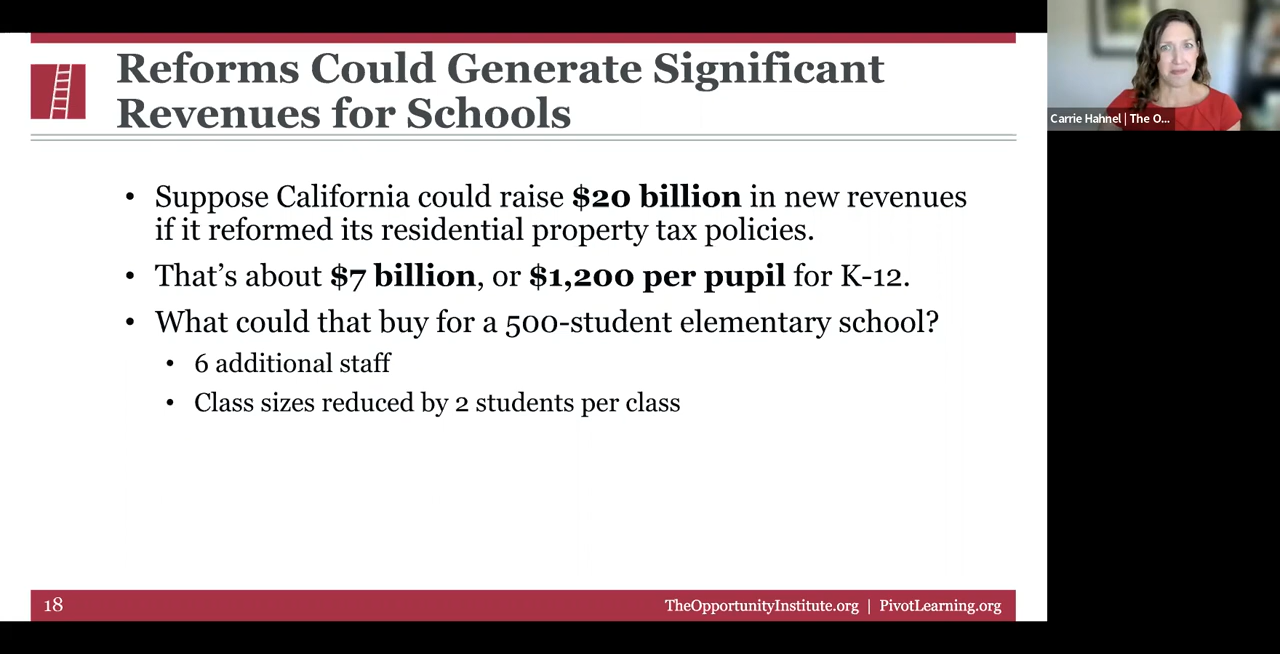 Reforms Could Generate Significant
Revenues for Schools
• Suppose California could raise $20 billion in new revenues
if it reformed its residential property tax policies.
• That’s about $7 billion, or $1,200 per pupil for K-12.
• What could that buy for a 500-student elementary school?
• 6 additional staff
• Class sizes reduced by 2 students per class
18
TheOpportunityInstitute.org | PivotLearning.org
Carrie Hahnel | The O...